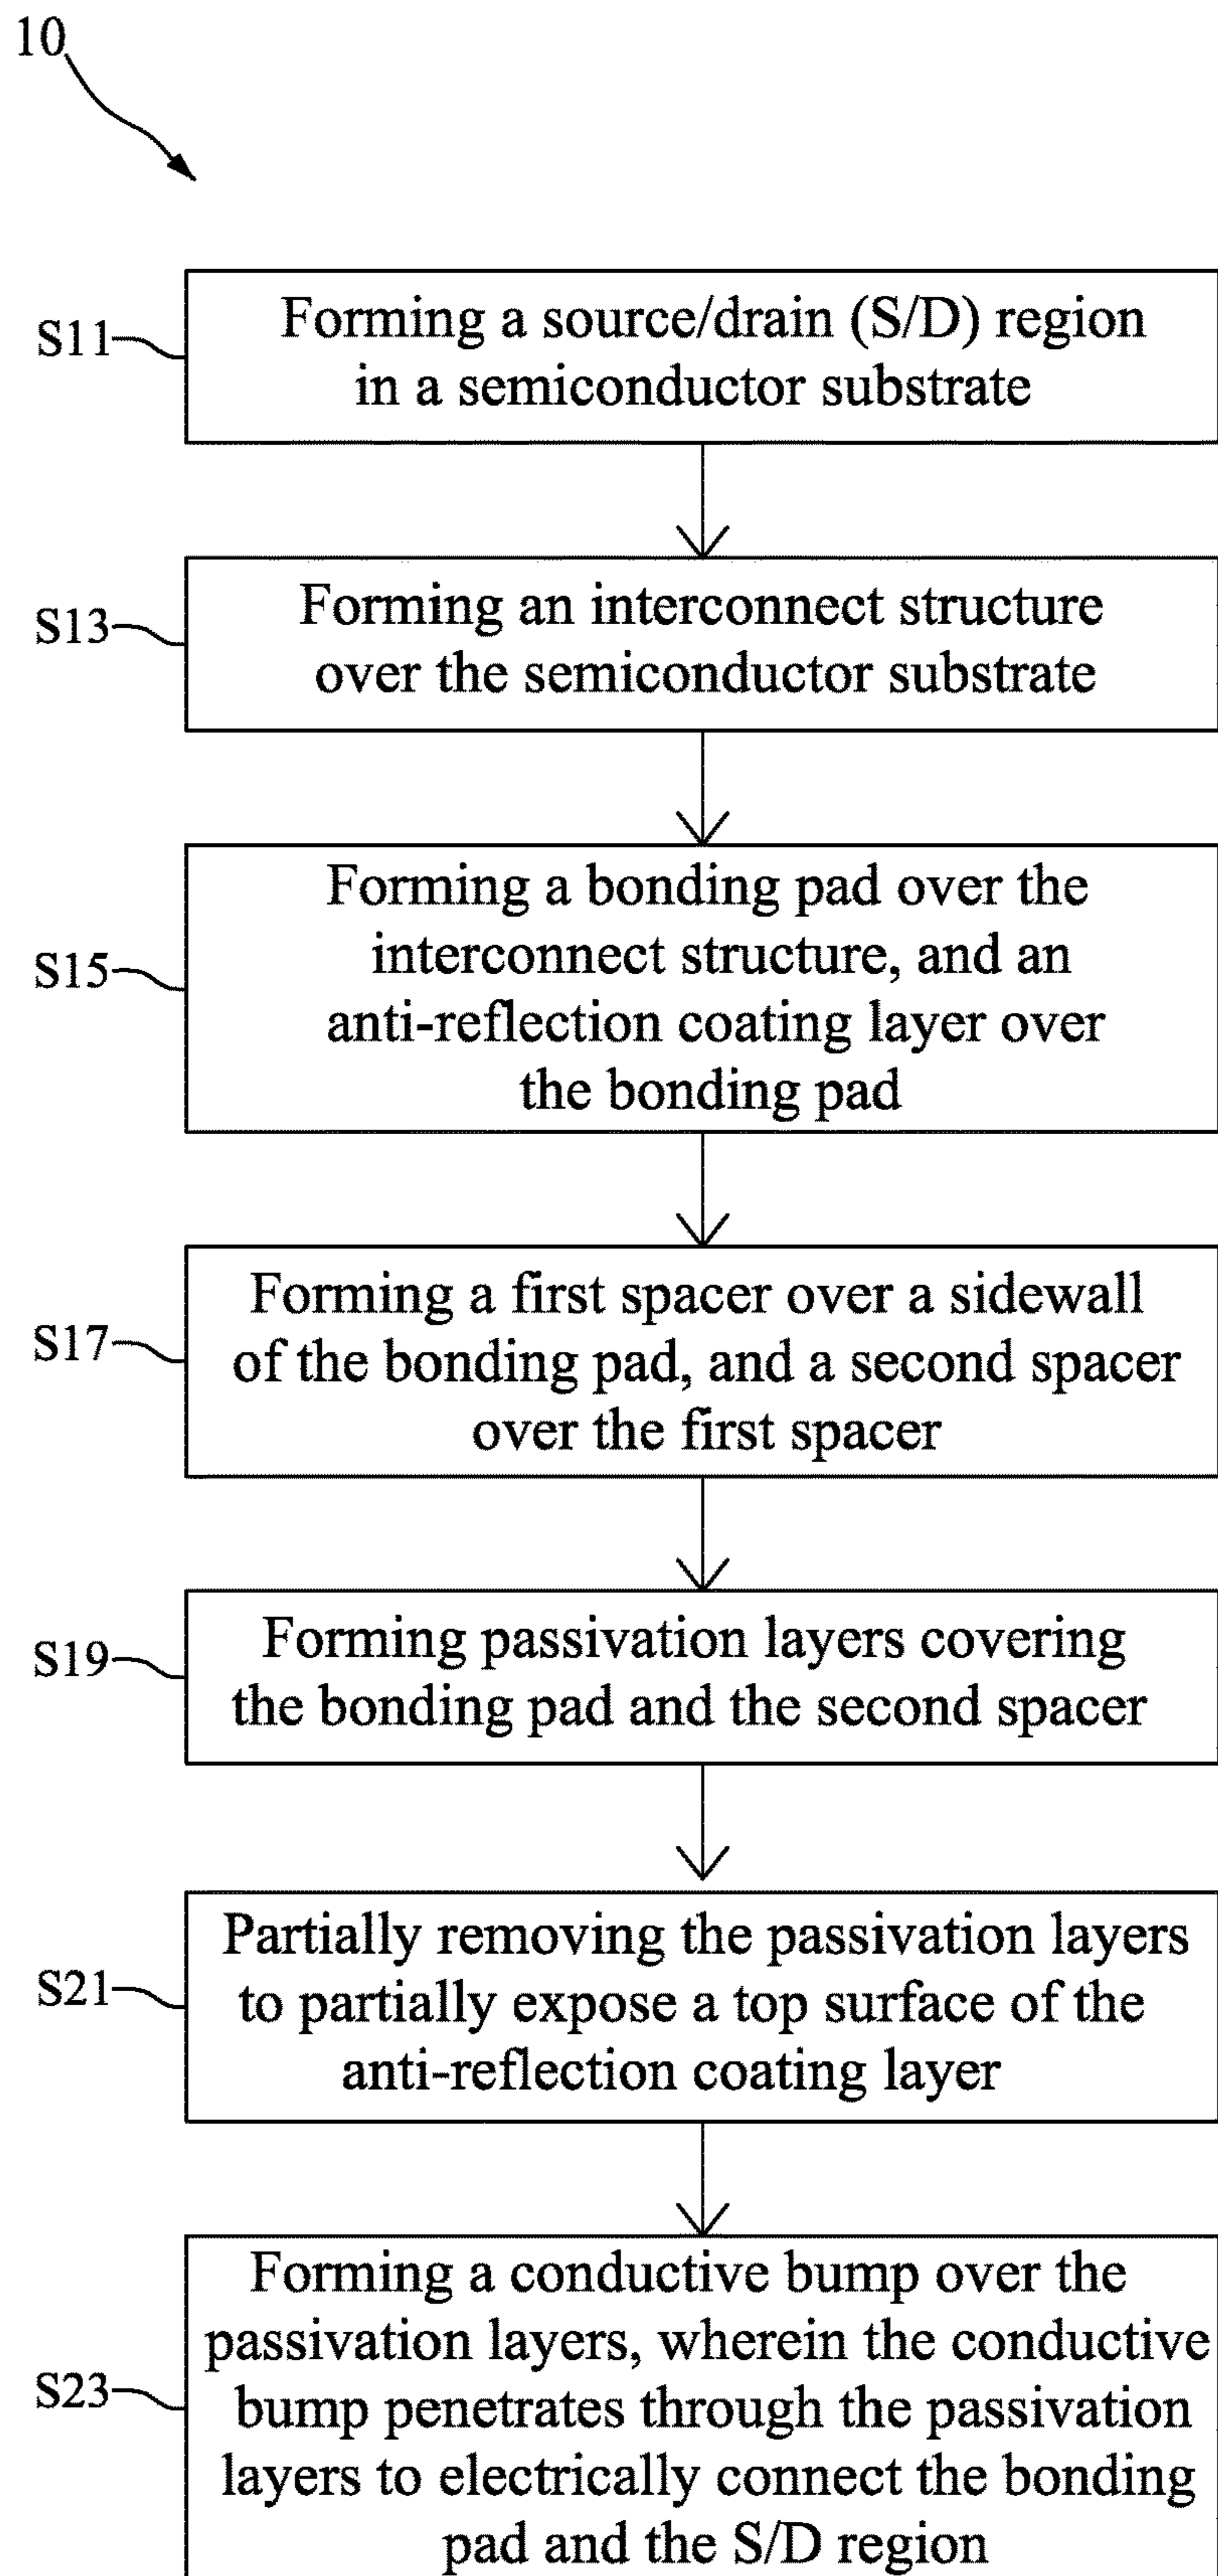 10
S11
Forming a source/drain (S/D) region
in a semiconductor substrate
S13
Forming an interconnect structure
over the semiconductor substrate
S15
Forming a bonding pad over the
interconnect structure, and an
anti-reflection coating layer over
the bonding pad
S17
Forming a first spacer over a sidewall
of the bonding pad, and a second spacer
over the first spacer
S19
Forming passivation layers covering
the bonding pad and the second spacer
S21
Partially removing the passivation layers
to partially expose a top surface of the
anti-reflection coating layer
S23
Forming a conductive bump over the
passivation layers, wherein the conductive
bump penetrates through the passivation
layers to electrically connect the bonding
pad and the S/D region